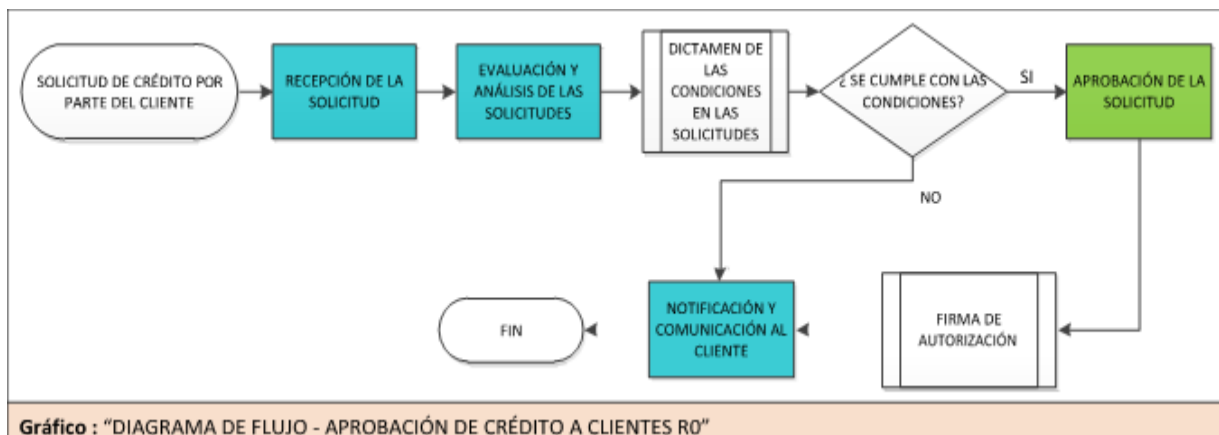 SOLICITUD DE CRÉDITO POR
PARTE DEL CLIENTE
RECEPCIÓN DE LA
SOLICITUD
EVALUACIÓN Y
ANÁLISIS DE LAS
SOLICITUDES
DICTAMEN DE
LAS
CONDICIONES
EN LAS
SOLICITUDES
¿ SE CUMPLE CON LAS
CONDICIONES?
SI
APROBACIÓN DE LA
SOLICITUD
NO
FIN
NOTIFICACIÓN Y
COMUNICACIÓN AL
CLIENTE
FIRMA DE
AUTORIZACIÓN
Gráfico : “DIAGRAMA DE FLUJO - APROBACIÓN DE CRÉDITO A CLIENTES R0”